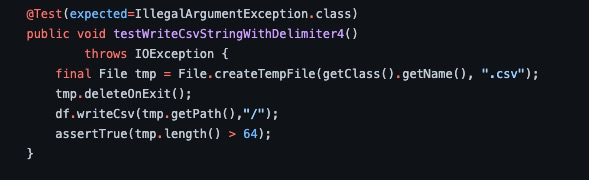 @Test(expected=IllegalArgumentException.class)
public void testWriteCsvStringWithDelimiter4()
        throws IOException {
    final File tmp = File.createTempFile(getClass().getName(), ".csv");
    tmp.deleteOnExit();
    df.writeCsv(tmp.getPath(),"/");
    assertTrue(tmp.length() > 64);
}